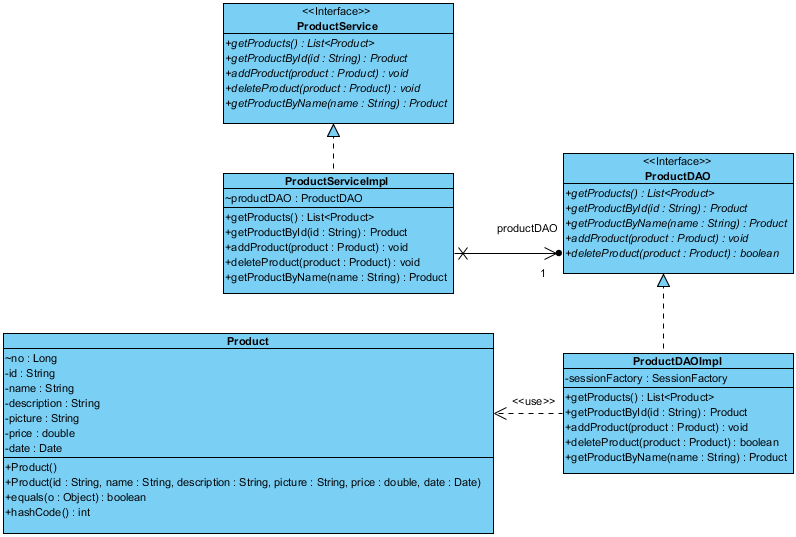 <<Interface>>
ProductService
+getProducts() : List<Product>
+getProductById(id : String) : Product
+addProduct(product : Product) : void
+deleteProduct(product : Product) : void
+getProductByName(name : String) : Product
ProductServiceImpl
~productDAO : ProductDAO
+getProducts() : List<Product>
+getProductById(id : String) : Product
+addProduct(product : Product) : void
+deleteProduct(product : Product) : void
+getProductByName(name : String) : Product
productDAO
1
<<Interface>>
ProductDAO
+getProducts() : List<Product>
+getProductById(id : String) : Product
+getProductByName(name : String) : Product
+addProduct(product : Product) : void
+deleteProduct(product : Product) : boolean
Product
~no : Long
-id : String
-name : String
-description : String
-picture : String
-price : double
-date : Date
+Product()
+Product(id : String, name : String, description : String, picture : String, price : double, date : Date)
+equals(o : Object) : boolean
+hashCode() : int
<<use>>
ProductDAOImpl
-sessionFactory : SessionFactory
+getProducts() : List<Product>
+getProductById(id : String) : Product
+addProduct(product : Product) : void
+deleteProduct(product : Product) : boolean
+getProductByName(name : String) : Product